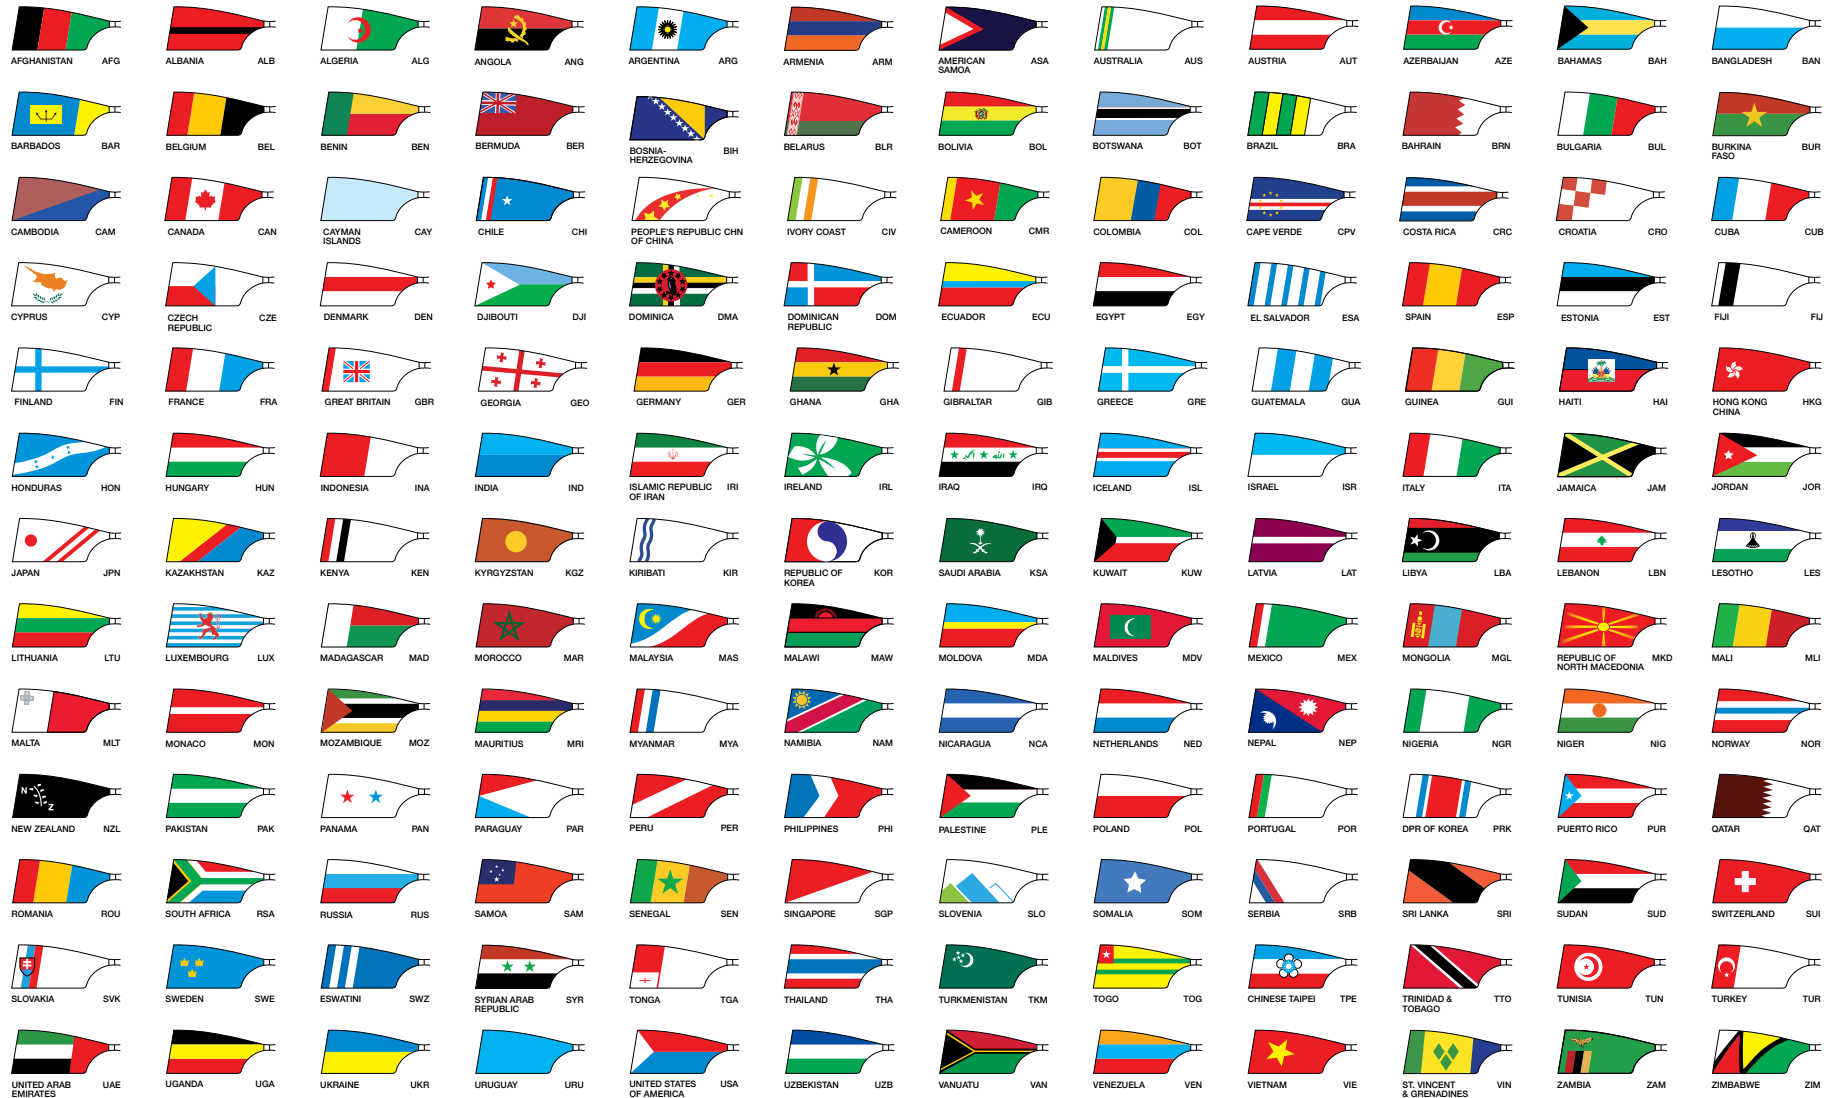 AFGHANISTAN AFG ALBANIA ALB ALGERIA ALG ANGOLA ANG ARGENTINA ARG ARMENIA ARM AMERICAN SAMOA ASA AUSTRALIA AUS AUSTRIA AUT AZERBAIJAN AZE BAHAMAS BAH BANGLADESH BAN
BARBADOS BAR BELGIUM BEL BENIN BEN BERMUDA BER BOSNIA-HERZEGOVINA BIH BELARUS BLR BOLIVIA BOL BOTSWANA BOT BRAZIL BRA BAHRAIN BRN BULGARIA BUL BURKINA FASO BUR
CAMBODIA CAM CANADA CAN CAYMAN ISLANDS CAY CHILE CHI PEOPLE'S REPUBLIC OF CHINA CHN IVORY COAST CIV CAMEROON CMR COLOMBIA COL CAPE VERDE CPV COSTA RICA CRC CROATIA CRO CUBA CUB
CYPRUS CYP CZECH REPUBLIC CZE DENMARK DEN DJIBOUTI DJI DOMINICA DMA DOMINICAN REPUBLIC DOM ECUADOR ECU EGYPT EGY EL SALVADOR ESA SPAIN ESP ESTONIA EST FIJI FIJ
FINLAND FIN FRANCE FRA GREAT BRITAIN GBR GEORGIA GEO GERMANY GER GHANA GHA GIBRALTAR GIB GREECE GRE GUATEMALA GUA GUINEA GUI HAITI HAI HONG KONG CHINA HKG
HONDURAS HON HUNGARY HUN INDONESIA INA INDIA IND ISLAMIC REPUBLIC OF IRAN IRI IRELAND IRL IRAQ IRQ ICELAND ISL ISRAEL ISR ITALY ITA JAMAICA JAM JORDAN JOR
JAPAN JPN KAZAKHSTAN KAZ KENYA KEN KYRGYZSTAN KGZ KIRIBATI KIR REPUBLIC OF KOREA KOR SAUDI ARABIA KSA KUWAIT KUW LATVIA LAT LIBYA LBA LEBANON LBN LESOTHO LES
LITHUANIA LTU LUXEMBOURG LUX MADAGASCAR MAD MOROCCO MAR MALAYSIA MAS MALAWI MAW MOLDOVA MDA MALDIVES MDV MEXICO MEX MONGOLIA MGL REPUBLIC OF NORTH MACEDONIA MKD MALI MLI
MALTA MLT MONACO MON MOZAMBIQUE MOZ MAURITIUS MRI MYANMAR MYA NAMIBIA NAM NICARAGUA NCA NETHERLANDS NED NEPAL NEP NIGERIA NGR NIGER NIG NORWAY NOR
N Z
NEW ZEALAND NZL PAKISTAN PAK PANAMA PAN PARAGUAY PAR PERU PER PHILIPPINES PHI PALESTINE PLE POLAND POL PORTUGAL POR DPR OF KOREA PRK PUERTO RICO PUR QATAR QAT
ROMANIA ROU SOUTH AFRICA RSA RUSSIA RUS SAMOA SAM SENEGAL SEN SINGAPORE SGP SLOVENIA SLO SOMALIA SOM SERBIA SRB SRI LANKA SRI SUDAN SUD SWITZERLAND SUI
SLOVAKIA SVK SWEDEN SWE ESWATINI SWZ SYRIAN ARAB REPUBLIC SYR TONGA TGA THAILAND THA TURKMENISTAN TKM TOGO TOG CHINESE TAIPEI TPE TRINIDAD & TOBAGO TTO TUNISIA TUN TURKEY TUR
UNITED ARAB EMIRATES UAE UGANDA UGA UKRAINE UKR URUGUAY URU UNITED STATES OF AMERICA USA UZBEKISTAN UZB VANUATU VAN VENEZUELA VEN VIETNAM VIE ST. VINCENT & GRENADINES VIN ZAMBIA ZAM ZIMBABWE ZIM